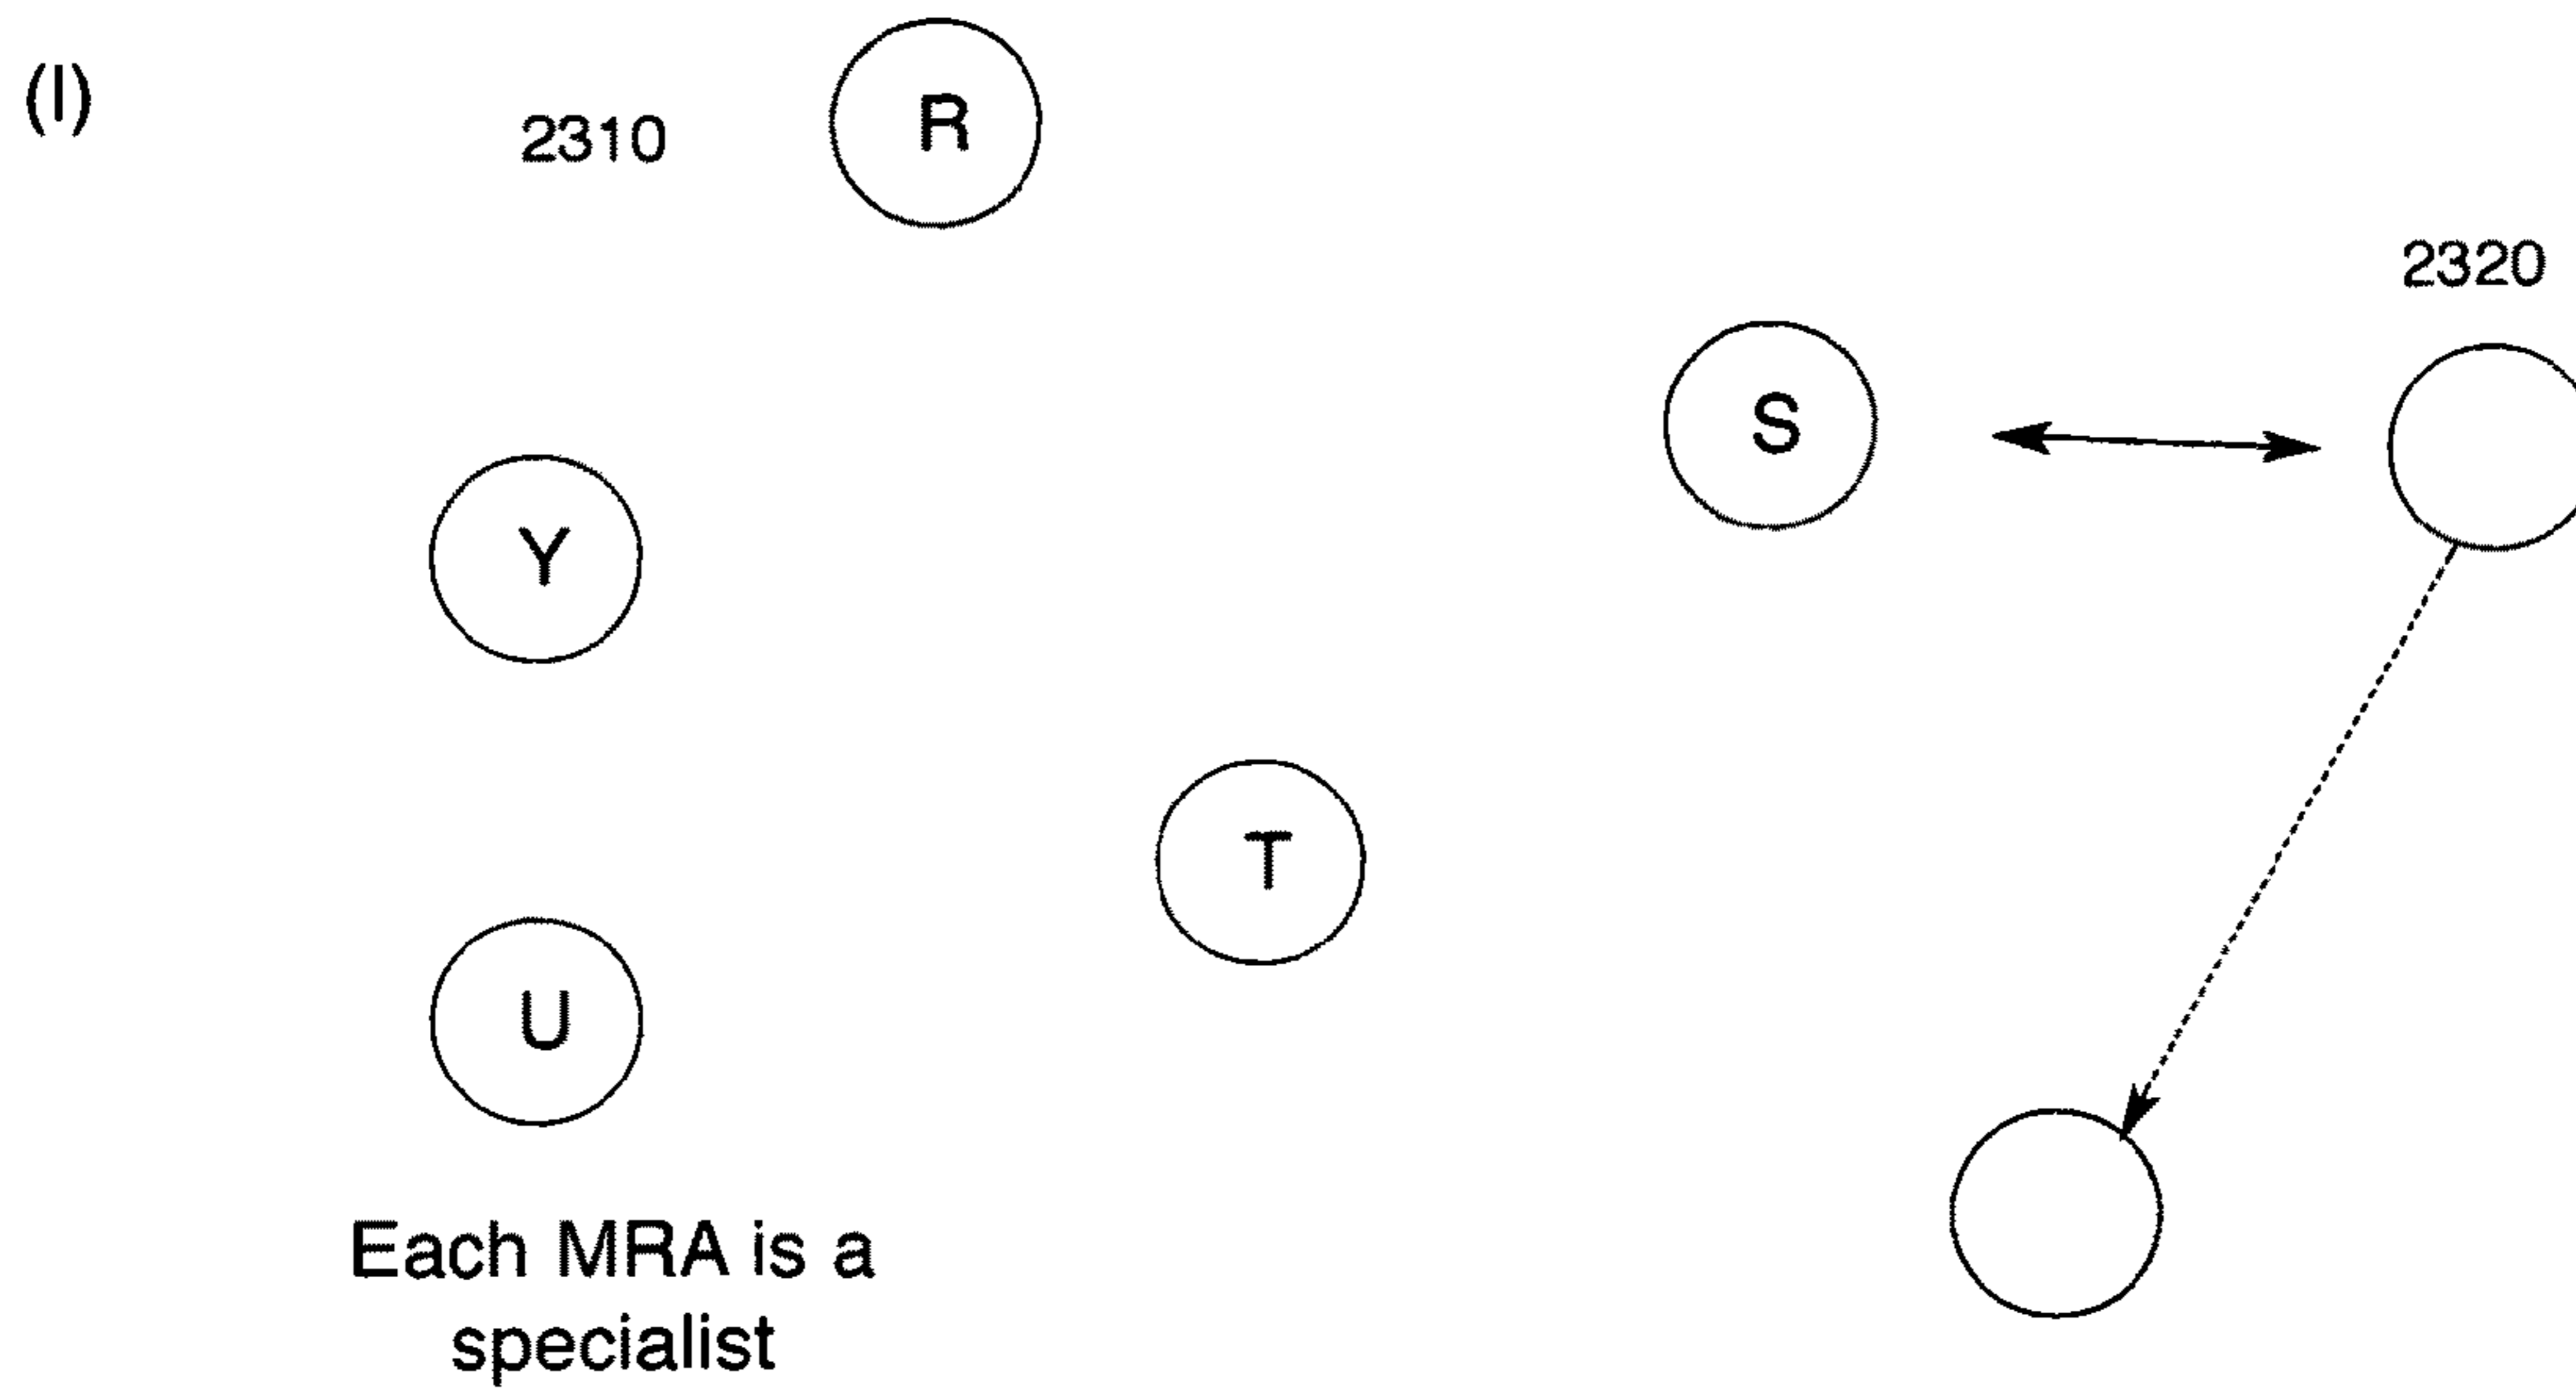 (I)
2310
R
2320
S
Y
T
U
Each MRA is a
specialist